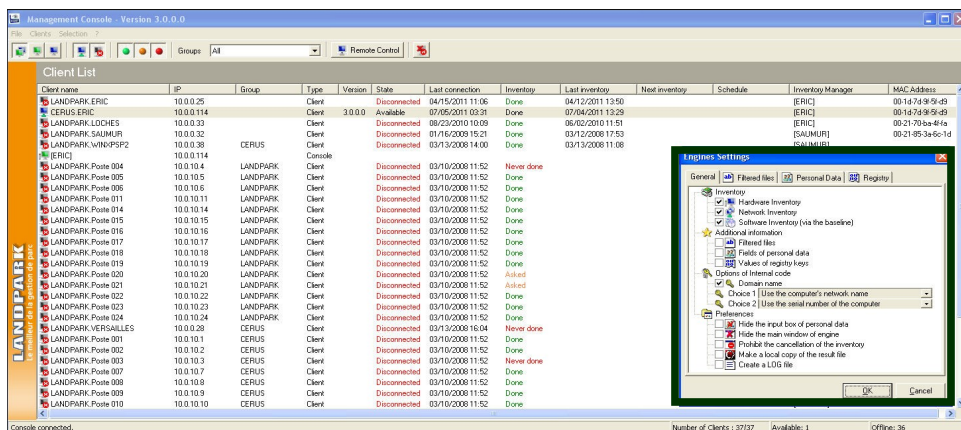 Management Console - Version 3.0.0.0
File Clients Selection ?
Groups All Remote Control
Client List
Client name IP Group Type Version State Last connection Inventory Last inventory Next inventory Schedule Inventory Manager MAC Address
LANDPARK.ERIC 10.0.0.25 Client Disconnected 04/15/2011 11:06 Done 04/12/2011 13:50 [ERIC] 00-1d-7d-9f-5f-d9
CERUS.ERIC 10.0.0.114 Client 3.0.0.0 Available 07/05/2011 03:31 Done 07/04/2011 13:29 [ERIC] 00-1d-7d-9f-5f-d9
LANDPARK.LOCHES 10.0.0.33 Client Disconnected 08/23/2010 10:09 Done 06/02/2010 11:51 [ERIC] 00-21-70-ba-4f-fa
LANDPARK.SAUMUR 10.0.0.32 Client Disconnected 01/16/2009 15:21 Done 03/12/2008 17:53 [SAUMUR] 00-21-85-3a-6c-1d
LANDPARK.WINXPSP2 10.0.0.38 CERUS Client Disconnected 03/13/2008 14:00 Done 03/13/2008 11:08 [SAUMUR]
[ERIC] 10.0.0.114 Console
LANDPARK.Poste 004 10.0.10.4 LANDPARK Client Disconnected 03/10/2008 11:52 Never done
LANDPARK.Poste 005 10.0.10.5 LANDPARK Client Disconnected 03/10/2008 11:52 Done
LANDPARK.Poste 006 10.0.10.6 LANDPARK Client Disconnected 03/10/2008 11:52 Done
LANDPARK.Poste 011 10.0.10.11 LANDPARK Client Disconnected 03/10/2008 11:52 Done
LANDPARK.Poste 014 10.0.10.14 LANDPARK Client Disconnected 03/10/2008 11:52 Done
LANDPARK.Poste 015 10.0.10.15 LANDPARK Client Disconnected 03/10/2008 11:52 Done
LANDPARK.Poste 016 10.0.10.16 LANDPARK Client Disconnected 03/10/2008 11:52 Done
LANDPARK.Poste 017 10.0.10.17 LANDPARK Client Disconnected 03/10/2008 11:52 Done
LANDPARK.Poste 018 10.0.10.18 LANDPARK Client Disconnected 03/10/2008 11:52 Done
LANDPARK.Poste 019 10.0.10.19 LANDPARK Client Disconnected 03/10/2008 11:52 Done
LANDPARK.Poste 020 10.0.10.20 LANDPARK Client Disconnected 03/10/2008 11:52 Asked
LANDPARK.Poste 021 10.0.10.21 LANDPARK Client Disconnected 03/10/2008 11:52 Asked
LANDPARK.Poste 022 10.0.10.22 LANDPARK Client Disconnected 03/10/2008 11:52 Done
LANDPARK.Poste 023 10.0.10.23 LANDPARK Client Disconnected 03/10/2008 11:52 Done
LANDPARK.Poste 024 10.0.10.24 LANDPARK Client Disconnected 03/10/2008 11:52 Done
LANDPARK.VERSAILLES 10.0.0.28 CERUS Client Disconnected 03/13/2008 16:04 Never done
LANDPARK.Poste 001 10.0.10.1 CERUS Client Disconnected 03/10/2008 11:52 Done
LANDPARK.Poste 002 10.0.10.2 CERUS Client Disconnected 03/10/2008 11:52 Done
LANDPARK.Poste 003 10.0.10.3 CERUS Client Disconnected 03/10/2008 11:52 Never done
LANDPARK.Poste 007 10.0.10.7 CERUS Client Disconnected 03/10/2008 11:52 Done
LANDPARK.Poste 008 10.0.10.8 CERUS Client Disconnected 03/10/2008 11:52 Done
LANDPARK.Poste 009 10.0.10.9 CERUS Client Disconnected 03/10/2008 11:52 Done
LANDPARK.Poste 010 10.0.10.10 CERUS Client Disconnected 03/10/2008 11:52 Done
LANDPARK
Le meilleur de la gestion de parc
Engines Settings
General Filtered files Personal Data Registry
Inventory
Hardware Inventory
Network Inventory
Software Inventory (via the baseline)
Additional information
Filtered files
Fields of personal data
Values of registry keys
Options of Internal code
Domain name
Choice 1 Use the computer's network name
Choice 2 Use the serial number of the computer
Preferences
Hide the input box of personal data
Hide the main window of engine
Prohibit the cancellation of the inventory
Make a local copy of the result file
Create a LOG file
OK Cancel
Console connected. Number of Clients : 37/37 Available: 1 Offline: 36